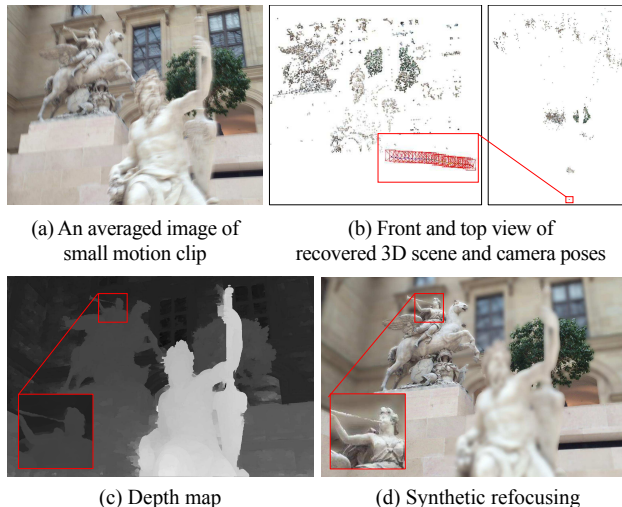 (a) An averaged image of
small motion clip
(b) Front and top view of
recovered 3D scene and camera poses
(c) Depth map
(d) Synthetic refocusing